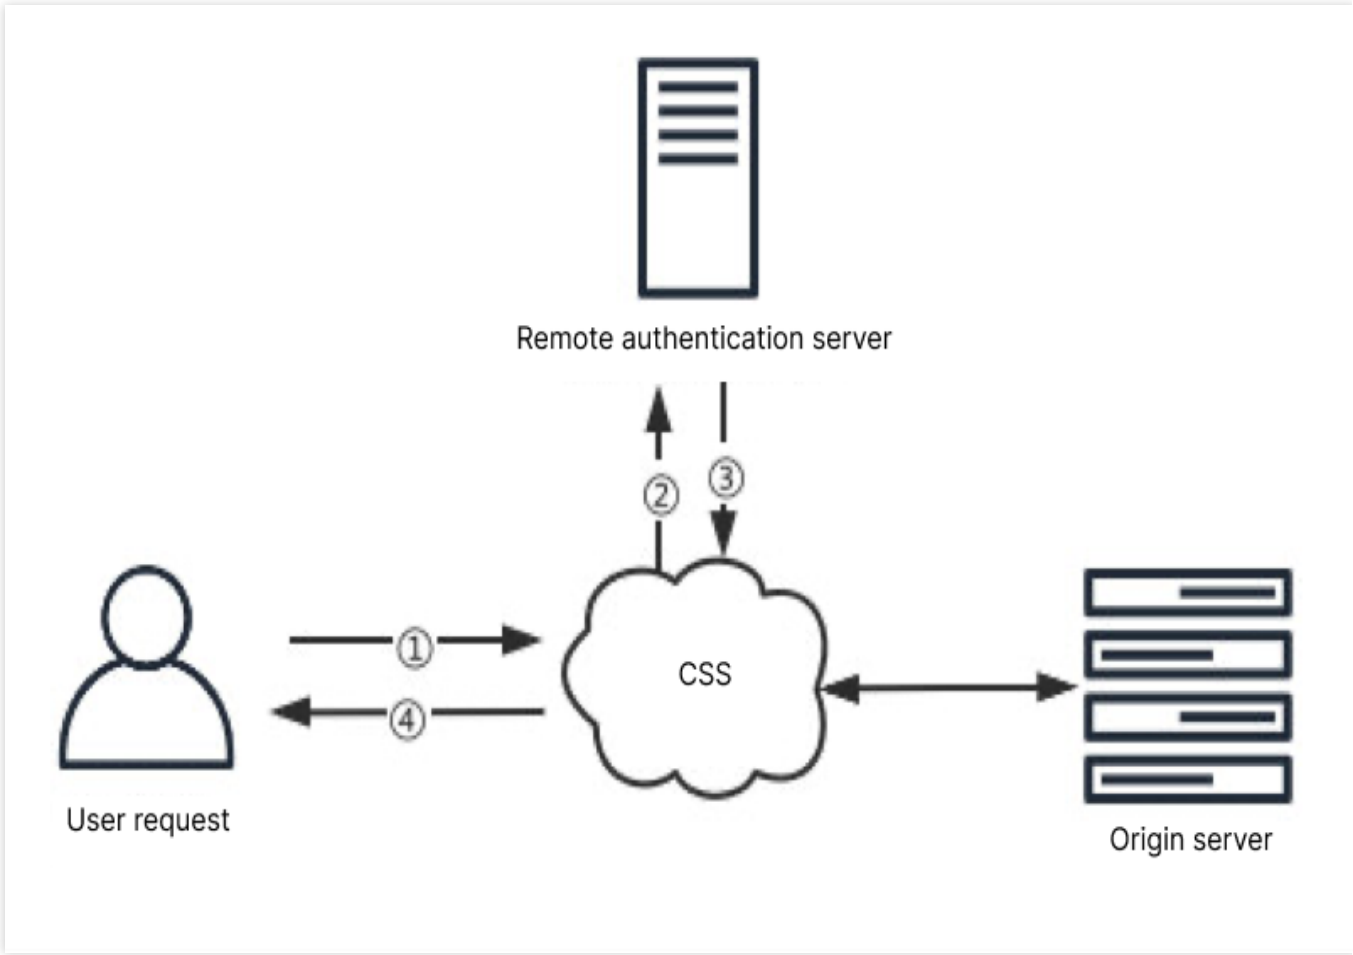 Remote authentication server
②
③
①
④
CSS
User request
Origin server